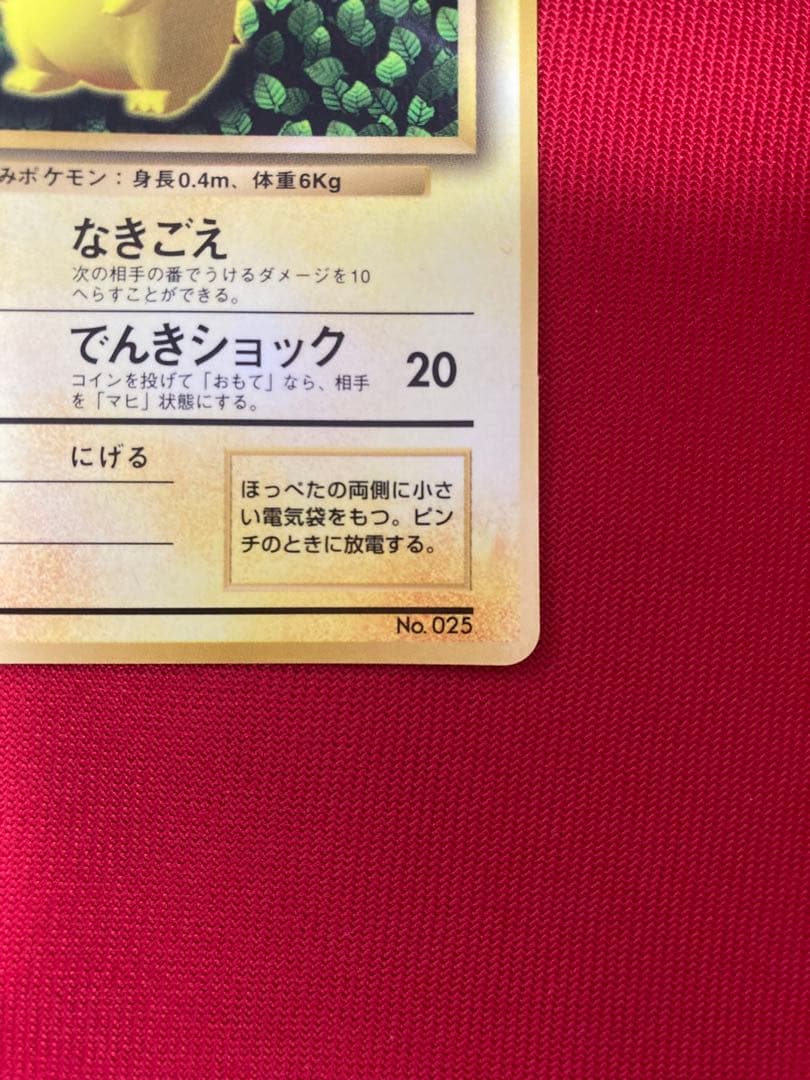 みポケモン：身長0.4m、体重6Kg
なきごえ
次の相手の番でうけるダメージを10
へらすことができる。
でんきショック 20
コインを投げて「おもて」なら、相手
を「マヒ」状態にする。
にげる
ほっぺたの両側に小さ
い電気袋をもつ。ピン
チのときに放電する。
No. 025